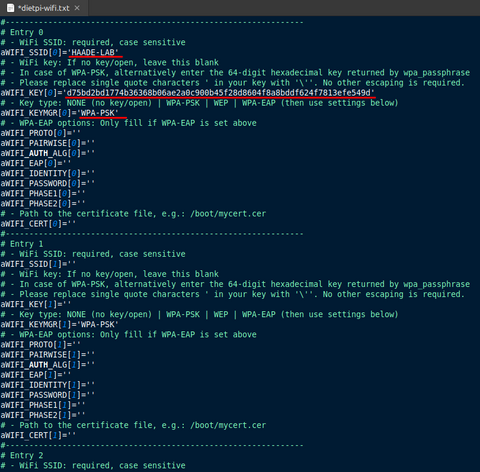 *dietpi-wifi.txt ×
#---------------------------------------------------------------
# Entry 0
# - WiFi SSID: required, case sensitive
aWIFI_SSID[0]='HAADE-LAB'
# - WiFi key: If no key/open, leave this blank
# - In case of WPA-PSK, alternatively enter the 64-digit hexadecimal key returned by wpa_passphrase
# - Please replace single quote characters ' in your key with '\''. No other escaping is required.
aWIFI_KEY[0]='d75bd2bd1774b36368b06ae2a0c900b45f28d8604f8a8bddf624f7813efe549d'
# - Key type: NONE (no key/open) | WPA-PSK | WEP | WPA-EAP (then use settings below)
aWIFI_KEYMGR[0]='WPA-PSK'
# - WPA-EAP options: Only fill if WPA-EAP is set above
aWIFI_PROTO[0]=''
aWIFI_PAIRWISE[0]=''
aWIFI_AUTH_ALG[0]=''
aWIFI_EAP[0]=''
aWIFI_IDENTITY[0]=''
aWIFI_PASSWORD[0]=''
aWIFI_PHASE1[0]=''
aWIFI_PHASE2[0]=''
# - Path to the certificate file, e.g.: /boot/mycert.cer
aWIFI_CERT[0]=''
#---------------------------------------------------------------
# Entry 1
# - WiFi SSID: required, case sensitive
aWIFI_SSID[1]=''
# - WiFi key: If no key/open, leave this blank
# - In case of WPA-PSK, alternatively enter the 64-digit hexadecimal key returned by wpa_passphrase
# - Please replace single quote characters ' in your key with '\''. No other escaping is required.
aWIFI_KEY[1]=''
# - Key type: NONE (no key/open) | WPA-PSK | WEP | WPA-EAP (then use settings below)
aWIFI_KEYMGR[1]='WPA-PSK'
# - WPA-EAP options: Only fill if WPA-EAP is set above
aWIFI_PROTO[1]=''
aWIFI_PAIRWISE[1]=''
aWIFI_AUTH_ALG[1]=''
aWIFI_EAP[1]=''
aWIFI_IDENTITY[1]=''
aWIFI_PASSWORD[1]=''
aWIFI_PHASE1[1]=''
aWIFI_PHASE2[1]=''
# - Path to the certificate file, e.g.: /boot/mycert.cer
aWIFI_CERT[1]=''
#---------------------------------------------------------------
# Entry 2
# - WiFi SSID: required, case sensitive